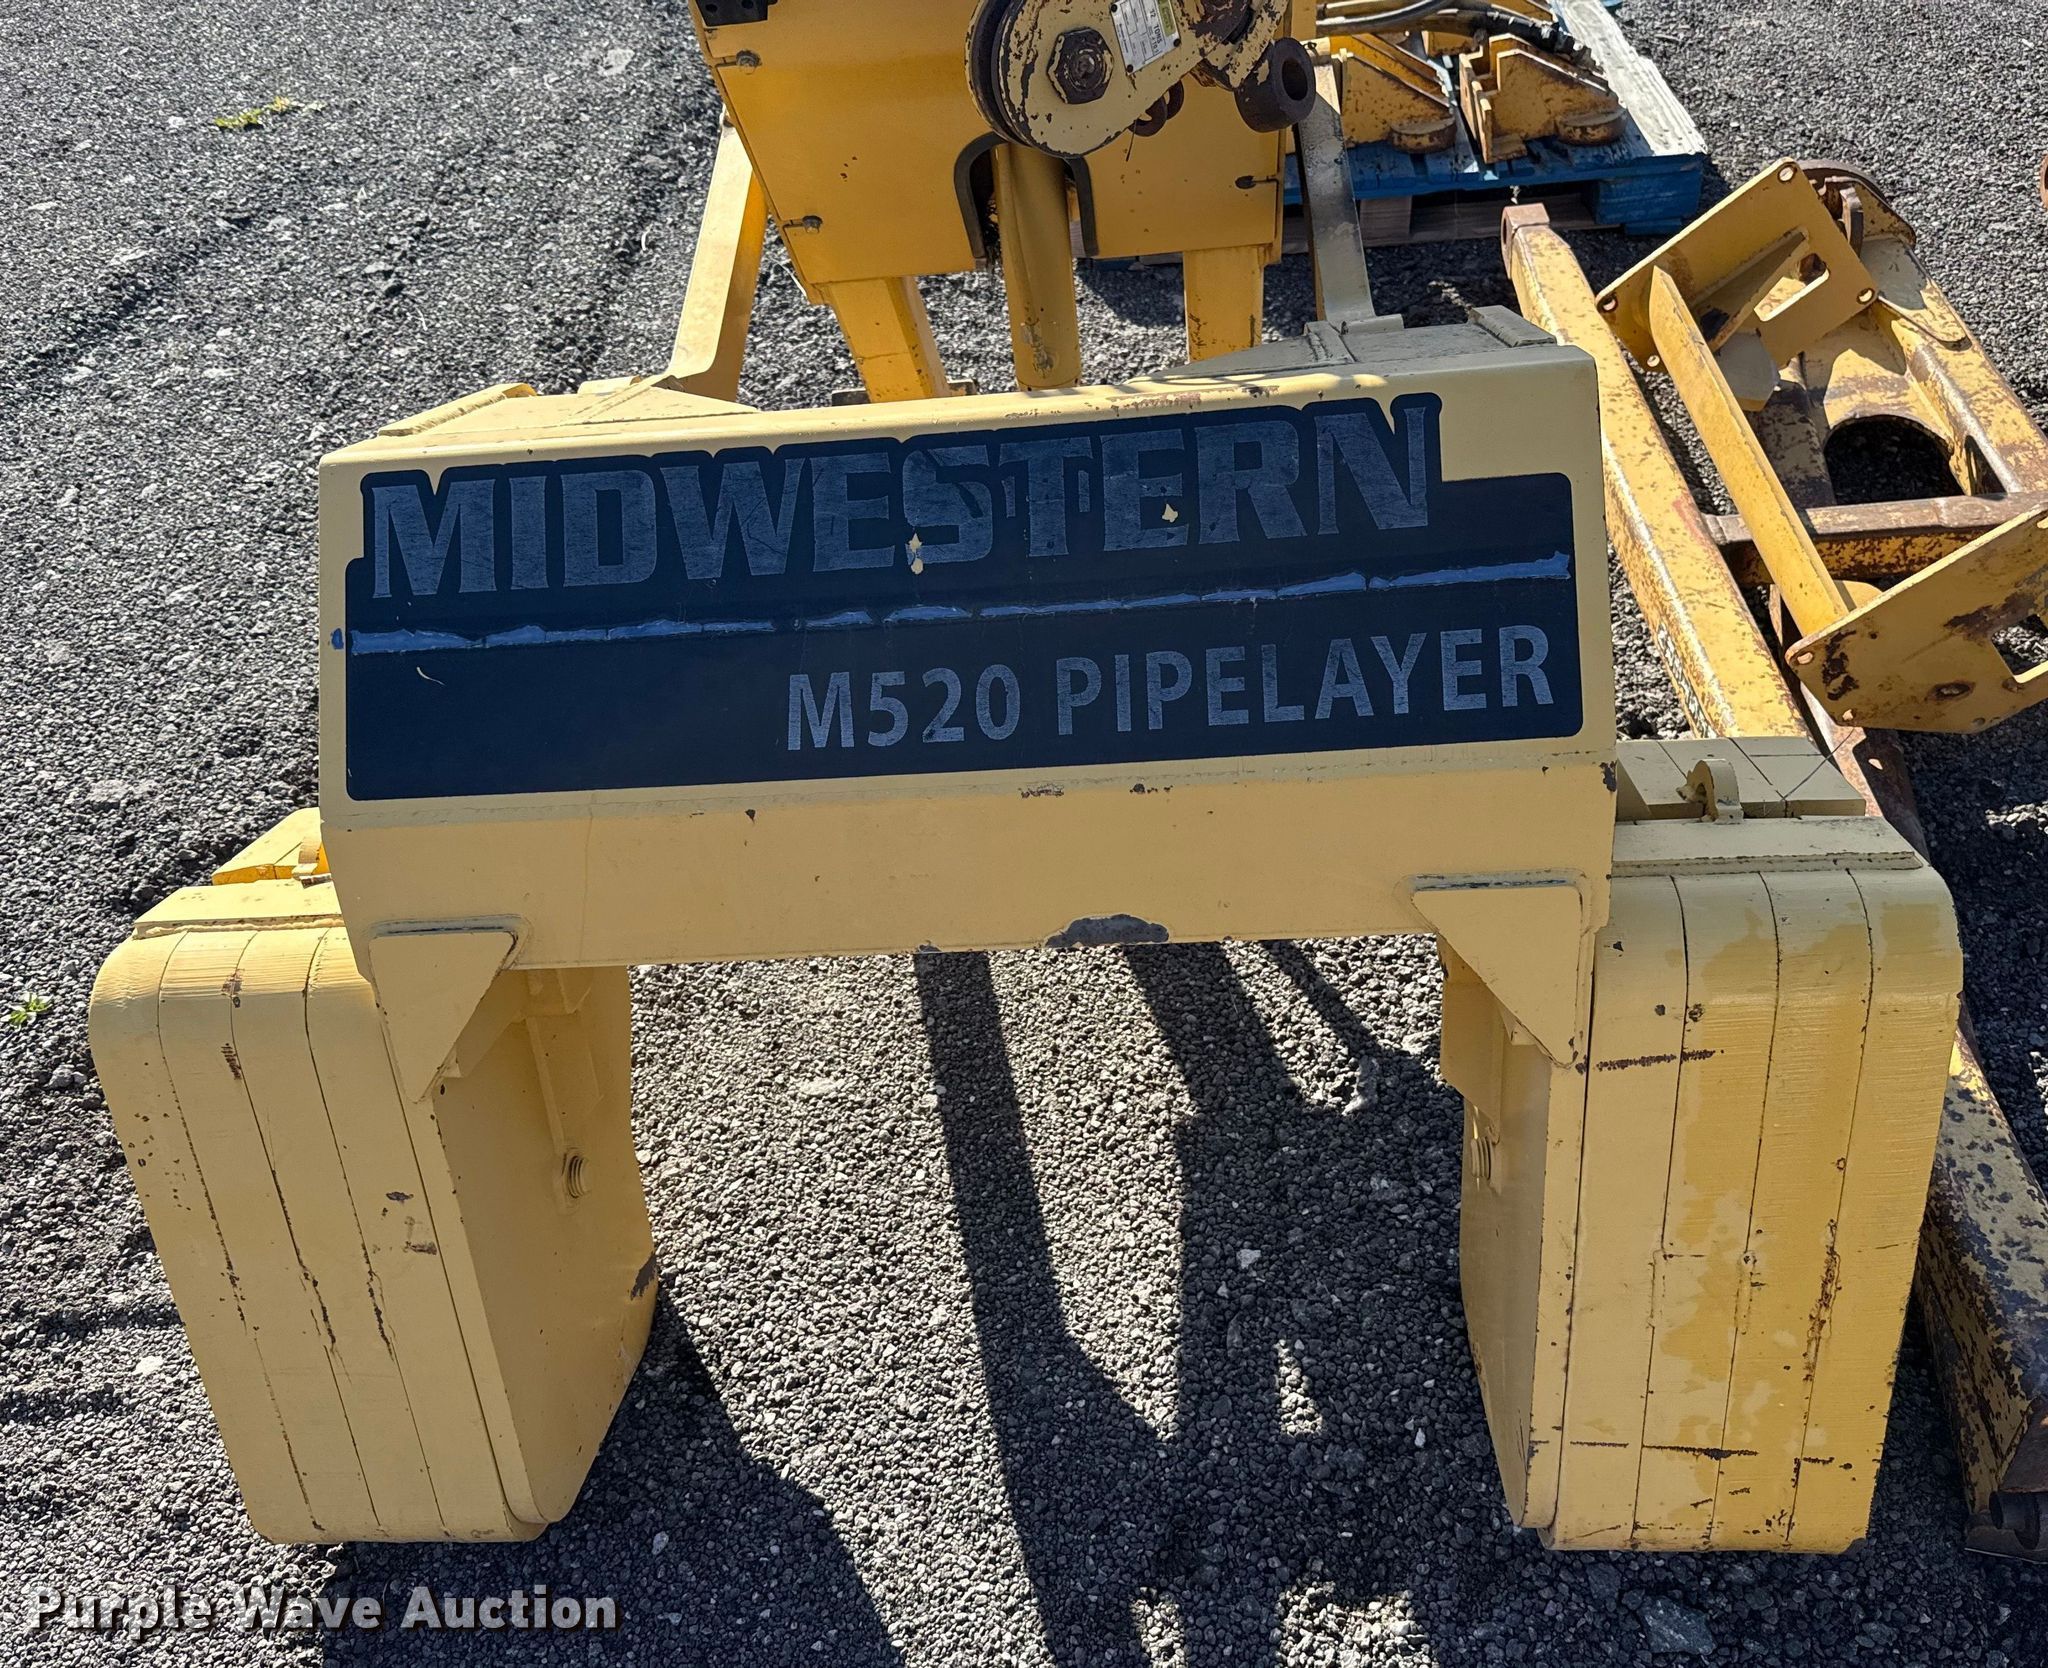 MIDWESTERN
M520 PIPELAYER
Purple Wave Auction